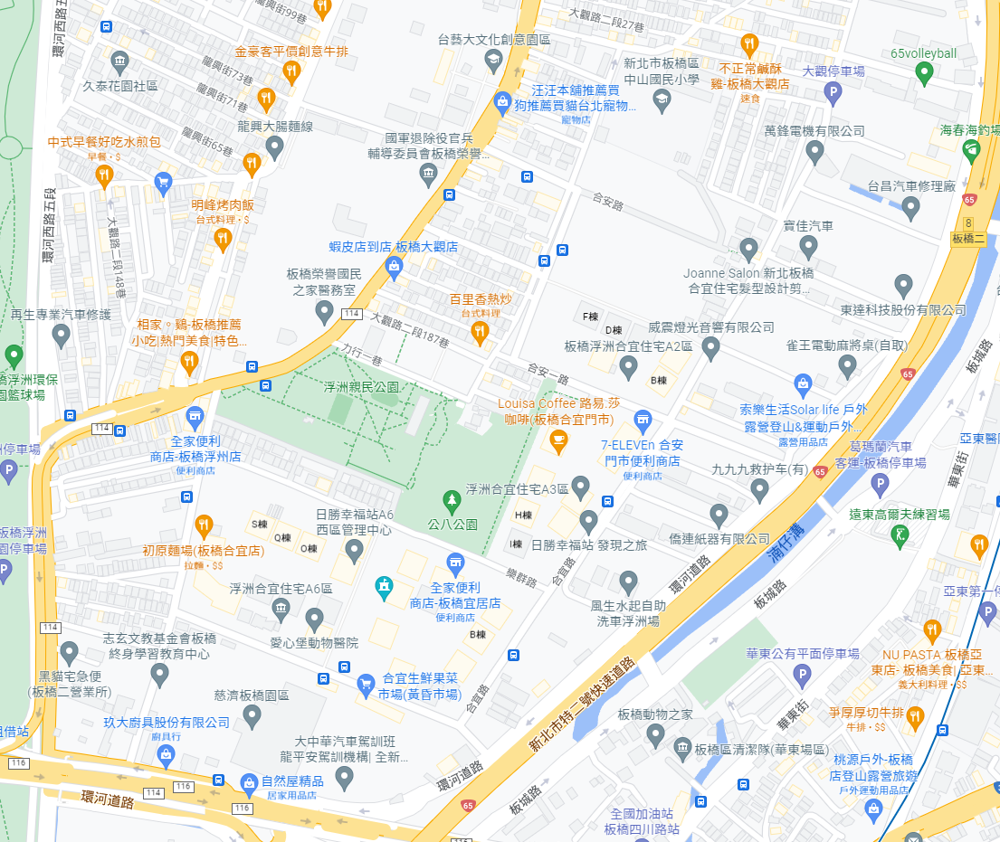 龍興街99巷
環河西路五段
大觀路二段27巷
台藝大文化創意園區
金豪客平價創意牛排
65volleyball
新北市板橋區
中山國民小學
不正常鹹酥
雞-板橋大觀店
速食
大觀停車場
龍興街73巷
久泰花園社區
汪汪本舖推薦買
狗推薦買貓台北寵物...
寵物店
龍興街71巷
龍興大腸麵線
萬鋒電機有限公司
海春海釣場
中式早餐好吃水煎包
早餐・$
龍興街65巷
國軍退除役官兵
輔導委員會板橋榮譽...
台昌汽車修理廠
65
合安路
明峰烤肉飯
台式料理・$
環河西路五段
大觀路二段148巷
8
板橋二
寶佳汽車
蝦皮店到店 板橋大觀店
板橋榮譽國民
之家醫務室
Joanne Salon 新北板橋
合宜住宅髮型設計剪...
百里香熱炒
台式料理
東達科技股份有限公司
114
再生專業汽車修護
大觀路二段187巷
F棟
D棟
威震燈光音響有限公司
相家。鷄-板橋推薦
小吃|熱門美食|特色...
力行一巷
板橋浮洲合宜住宅A2區
雀王電動麻將桌(自取)
板城路
橋浮洲環保
園籃球場
合安一路
B棟
65
浮洲親民公園
Louisa Coffee 路易.莎
咖啡(板橋合宜門市)
索樂生活Solar life 戶外
露營登山&運動戶外...
露營用品店
114
全家便利
商店-板橋浮洲店
便利商店
7-ELEVEn 合安
門市便利商店
便利商店
葛瑪蘭汽車
客運-板橋停車場
亞東醫
華東街
九九九救护车(有)
65
浮洲合宜住宅A3區
公八公園
日勝幸福站A6
西區管理中心
H棟
I棟
S棟
Q棟
O棟
遠東高爾夫練習場
板橋浮洲
園停車場
初原麵場(板橋合宜店)
拉麵・$$
日勝幸福站 發現之旅
僑連紙器有限公司
湳仔溝
樂群路
合宜路
環河道路
板城路
浮洲合宜住宅A6區
全家便利
商店-板橋宜居店
便利商店
風生水起自助
洗車浮洲場
亞東第一停
114
愛心堡動物醫院
B棟
志玄文教基金會板橋
終身學習教育中心
華東公有平面停車場
NU PASTA 板橋亞
東店- 板橋美食| 亞東...
義大利料理・$$
黑貓宅急便
(板橋二營業所)
合宜生鮮果菜
市場(黃昏市場)
合宜路
新北市特二號快速道路
慈濟板橋園區
板橋動物之家
華東街
爭厚厚切牛排
牛排・$$
玖大廚具股份有限公司
廚具行
大中華汽車駕訓班
龍平安駕訓機構| 全新...
板橋區清潔隊(華東場區)
116
桃源戶外-板橋
店登山露營旅遊
戶外運動用品店
自然屋精品
居家用品店
環河道路
116
114
環河道路
116
65
板城路
全國加油站
板橋四川路站